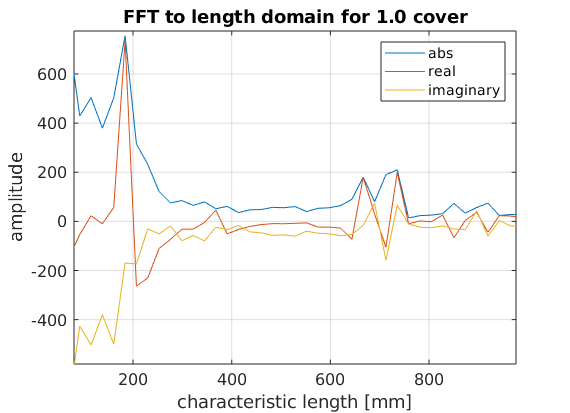 FFT to length domain for 1.0 cover
abs
real
imaginary
600
400
200
0
-200
-400
amplitude
200
400
600
800
characteristic length [mm]